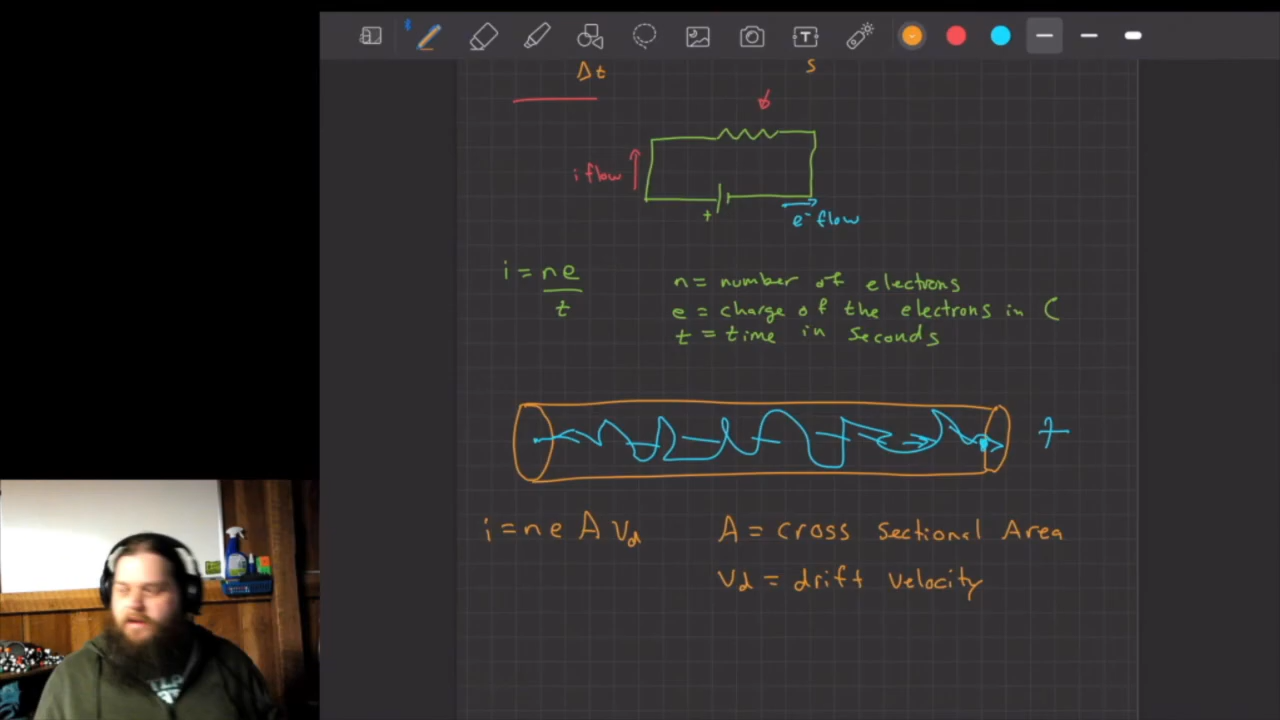 T
Δt
s
i flow
+
e⁻ flow
i = ne
t
n = number of electrons
e = charge of the electrons in C
t = time in seconds
+
i = n e A Vd
A = cross sectional Area
Vd = drift velocity